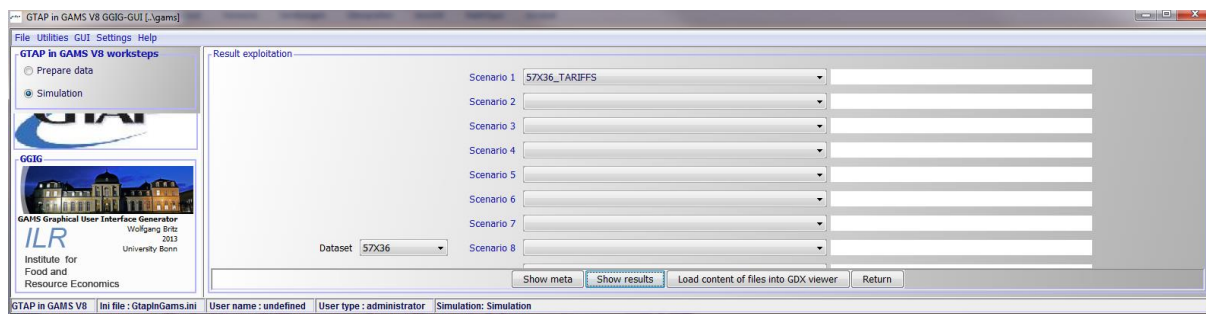 GTAP in GAMS V8 GGIG-GUI [..\gams]
File Utilities GUI Settings Help
GTAP in GAMS V8 worksteps
Prepare data
Simulation
GTAP
GGIG
GAMS Graphical User Interface Generator
Wolfgang Britz
2013
University Bonn
ILR
Institute for
Food and
Resource Economics
Result exploitation
Scenario 1 57X36_TARIFFS
Scenario 2
Scenario 3
Scenario 4
Scenario 5
Scenario 6
Scenario 7
Dataset 57X36 Scenario 8
Show meta Show results Load content of files into GDX viewer Return
GTAP in GAMS V8 Ini file : GtapInGams.ini User name : undefined User type : administrator Simulation: Simulation